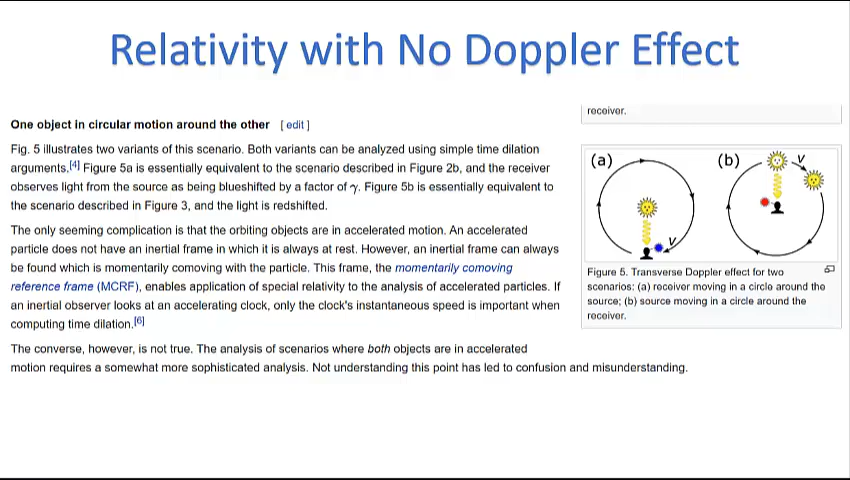 Relativity with No Doppler Effect
One object in circular motion around the other [ edit ]
Fig. 5 illustrates two variants of this scenario. Both variants can be analyzed using simple time dilation
arguments.[4] Figure 5a is essentially equivalent to the scenario described in Figure 2b, and the receiver
observes light from the source as being blueshifted by a factor of γ. Figure 5b is essentially equivalent to
the scenario described in Figure 3, and the light is redshifted.
The only seeming complication is that the orbiting objects are in accelerated motion. An accelerated
particle does not have an inertial frame in which it is always at rest. However, an inertial frame can always
be found which is momentarily comoving with the particle. This frame, the momentarily comoving
reference frame (MCRF), enables application of special relativity to the analysis of accelerated particles. If
an inertial observer looks at an accelerating clock, only the clock's instantaneous speed is important when
computing time dilation.[6]
The converse, however, is not true. The analysis of scenarios where both objects are in accelerated
motion requires a somewhat more sophisticated analysis. Not understanding this point has led to confusion and misunderstanding.
receiver.
(a)
v
(b)
v
Figure 5. Transverse Doppler effect for two
scenarios: (a) receiver moving in a circle around the
source; (b) source moving in a circle around the
receiver.